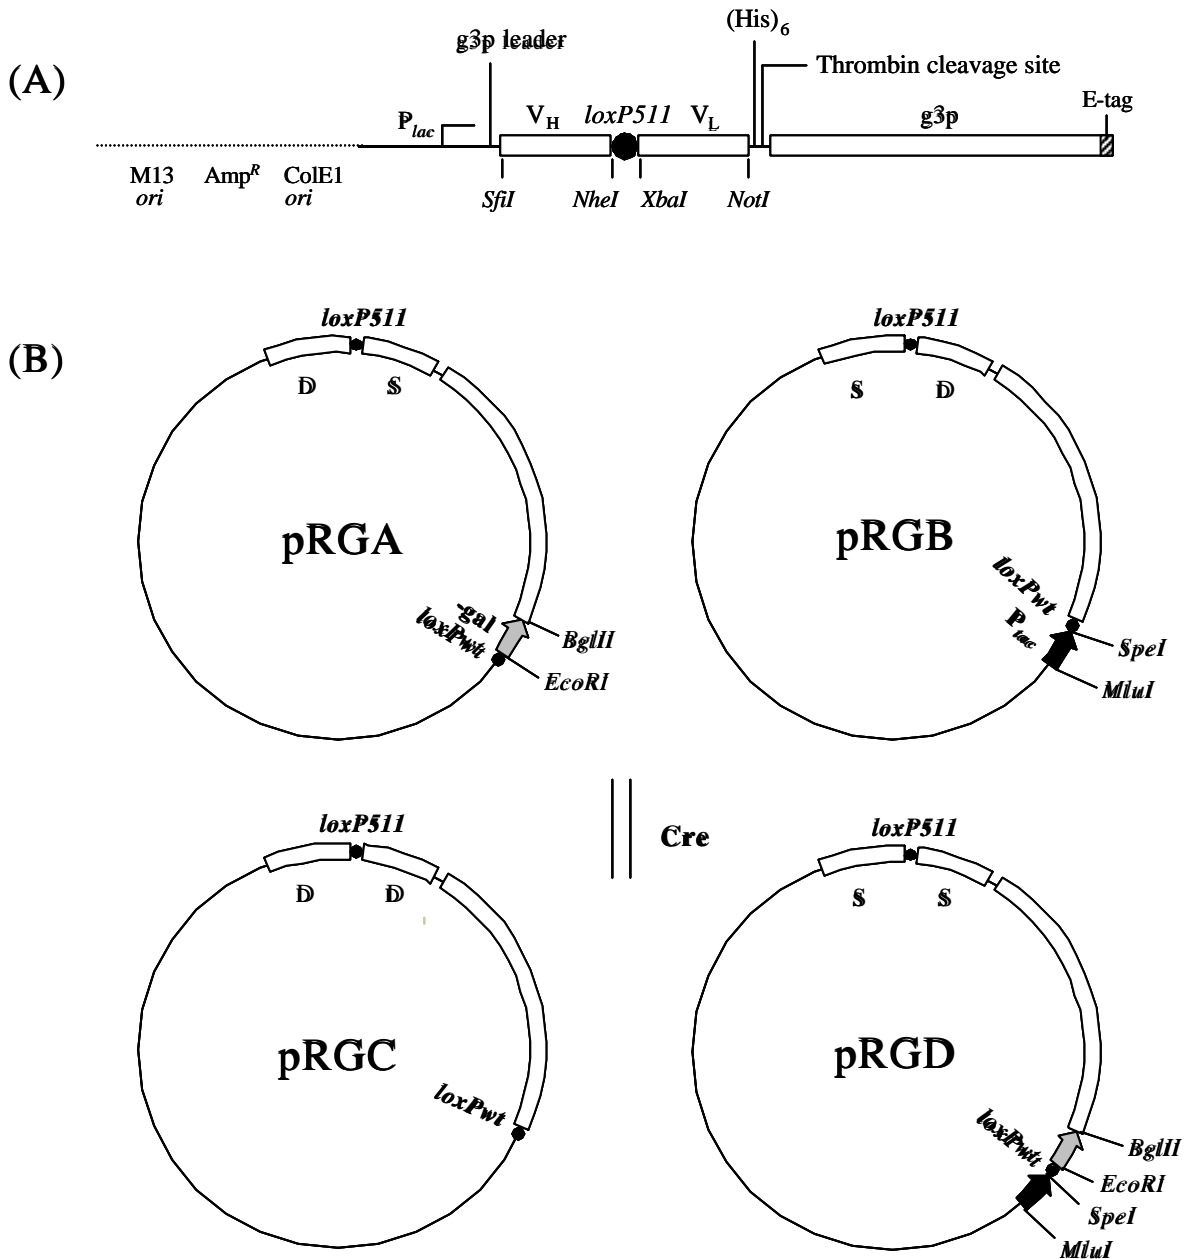 (A)
g3p leader
(His)6
Thrombin cleavage site
E-tag
Plac
VH
loxP511
VL
g3p
M13 ori
AmpR
ColE1 ori
SfiI
NheI
XbaI
NotI
(B)
loxP511
D
S
pRGA
-gal
loxPwt
BglII
EcoRI
loxP511
S
D
pRGB
loxPwt
Ptac
SpeI
MluI
Cre
loxP511
D
D
pRGC
loxPwt
loxP511
S
S
pRGD
loxPwt
BglII
EcoRI
SpeI
MluI